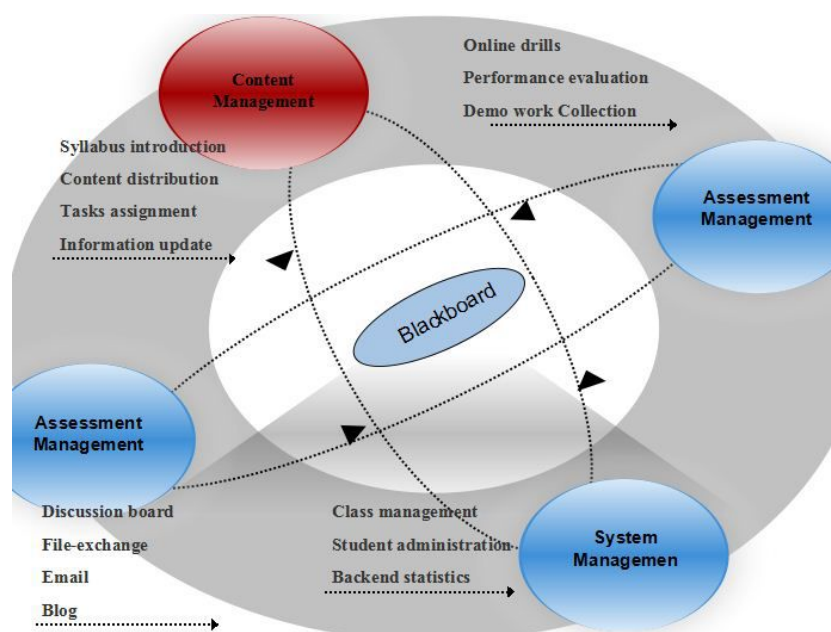 Content
Management
Online drills
Performance evaluation
Demo work Collection
Syllabus introduction
Content distribution
Tasks assignment
Information update
Assessment
Management
Blackboard
Assessment
Management
Discussion board
File-exchange
Email
Blog
Class management
Student administration
Backend statistics
System
Managemen